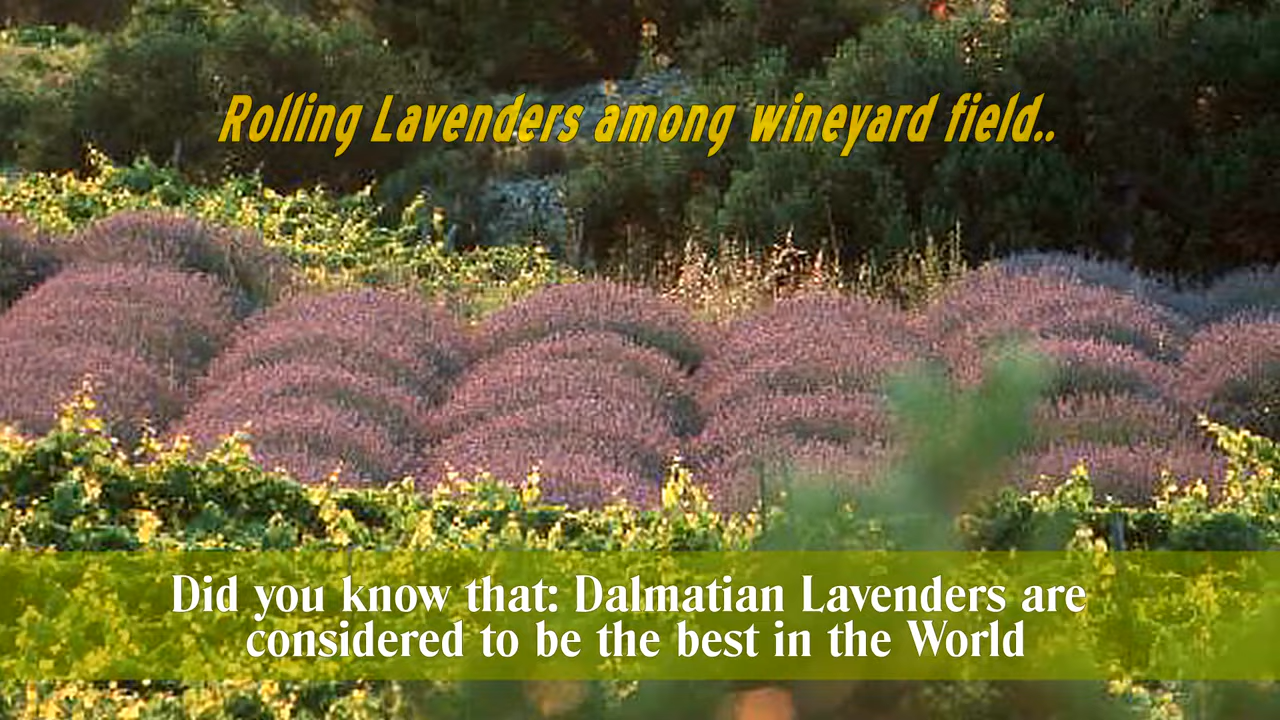 Rolling Lavenders among wineyard field..
Did you know that: Dalmatian Lavenders are
considered to be the best in the World